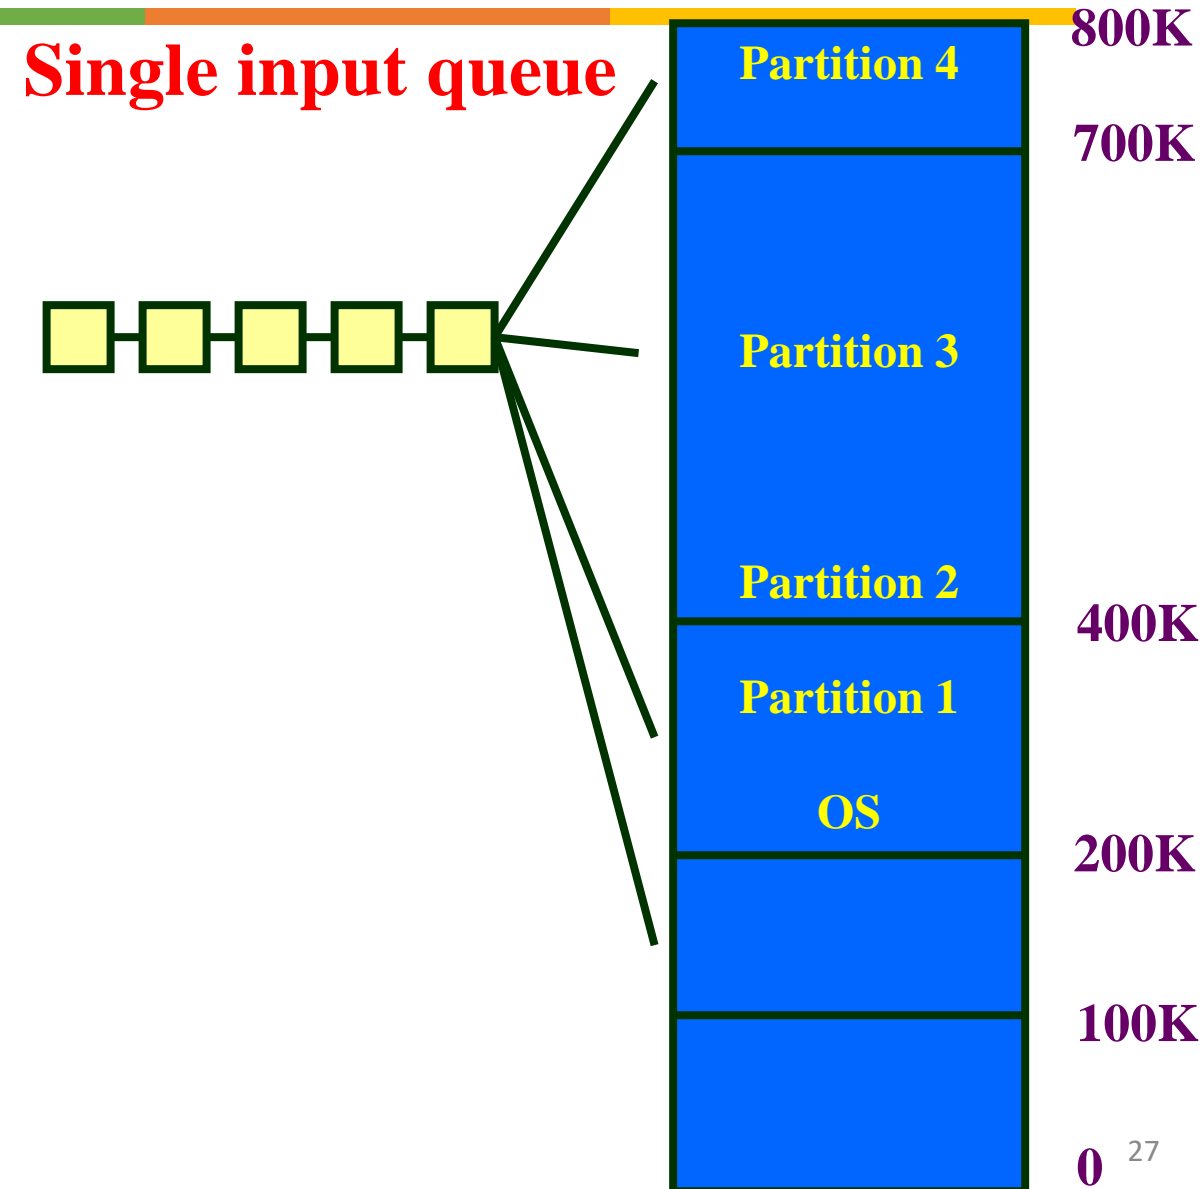 Single input queue
800K
Partition 4
700K
Partition 3
Partition 2
400K
Partition 1
OS
200K
100K
0
27